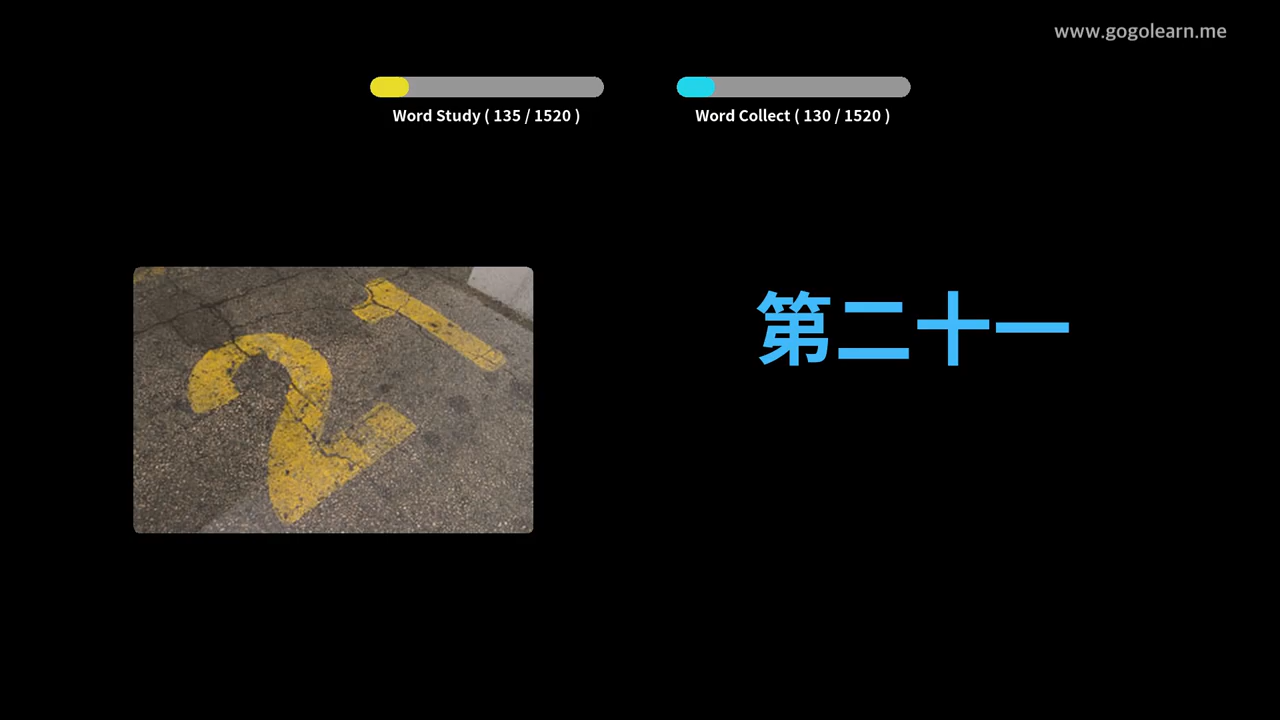 www.gogolearn.me
Word Study ( 135 / 1520 )
Word Collect ( 130 / 1520 )
21
第二十一